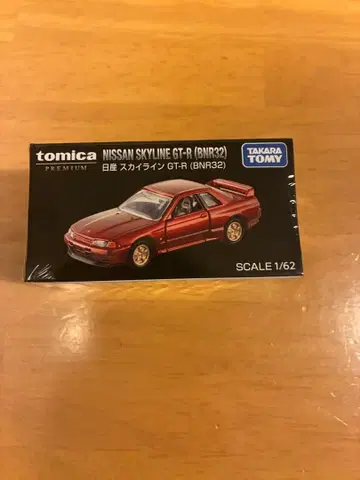 tomica
PREMIUM
NISSAN SKYLINE GT-R (BNR32)
日産 スカイライン GT-R (BNR32)
TAKARA
TOMY
SCALE 1/62